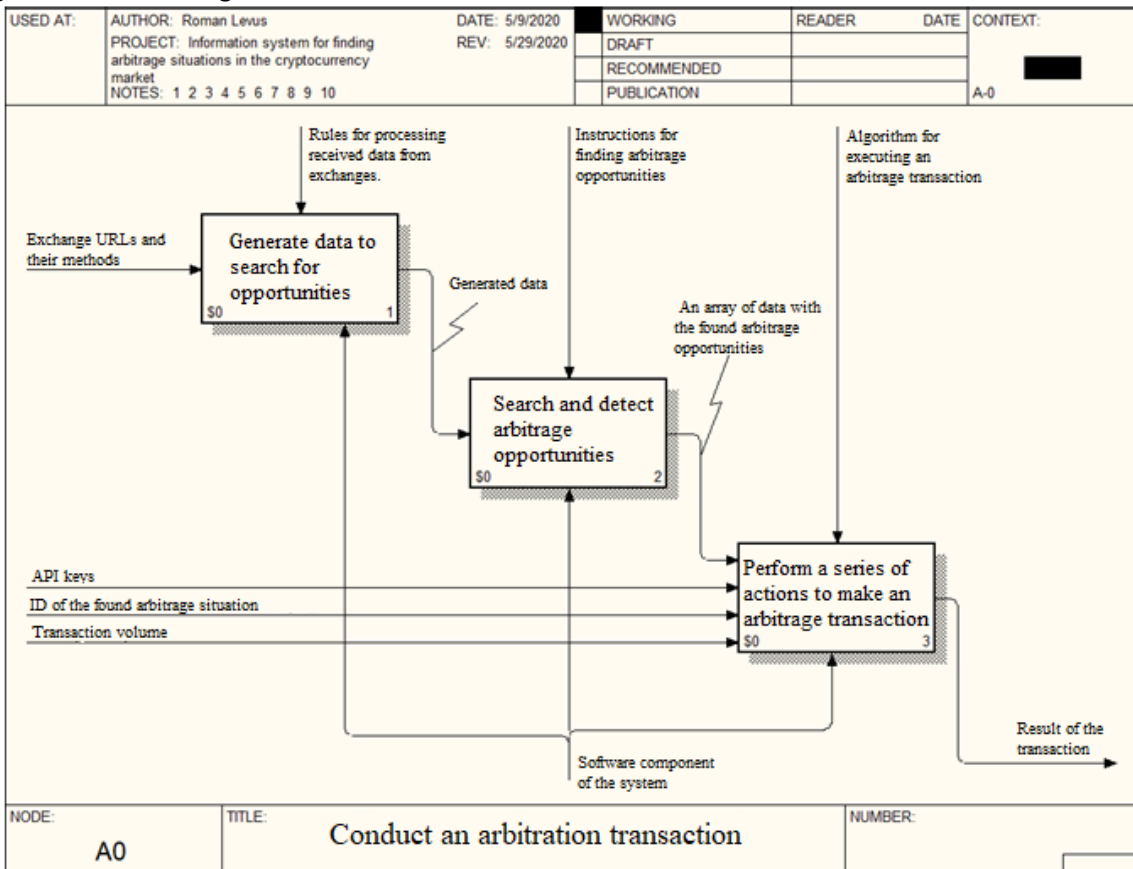 USED AT:
AUTHOR: Roman Levus
DATE: 5/9/2020
WORKING
READER
DATE
CONTEXT:
PROJECT: Information system for finding
arbitrage situations in the cryptocurrency
market
REV: 5/29/2020
DRAFT
RECOMMENDED
NOTES: 1 2 3 4 5 6 7 8 9 10
PUBLICATION
A-0
Rules for processing
received data from
exchanges.
Instructions for
finding arbitrage
opportunities
Algorithm for
executing an
arbitrage transaction
Exchange URLs and
their methods
Generate data to
search for
opportunities
$0
1
Generated data
An array of data with
the found arbitrage
opportunities
Search and detect
arbitrage
opportunities
$0
2
API keys
ID of the found arbitrage situation
Transaction volume
Perform a series of
actions to make an
arbitrage transaction
$0
3
Software component
of the system
Result of the
transaction
NODE:
A0
TITLE:
Conduct an arbitration transaction
NUMBER: